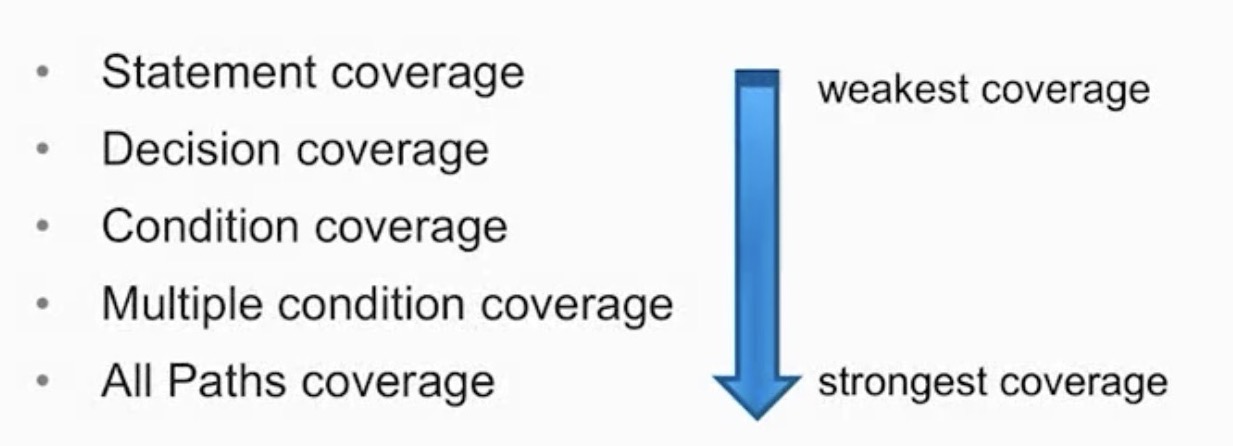 • Statement coverage
weakest coverage
• Decision coverage
• Condition coverage
• Multiple condition coverage
• All Paths coverage
strongest coverage